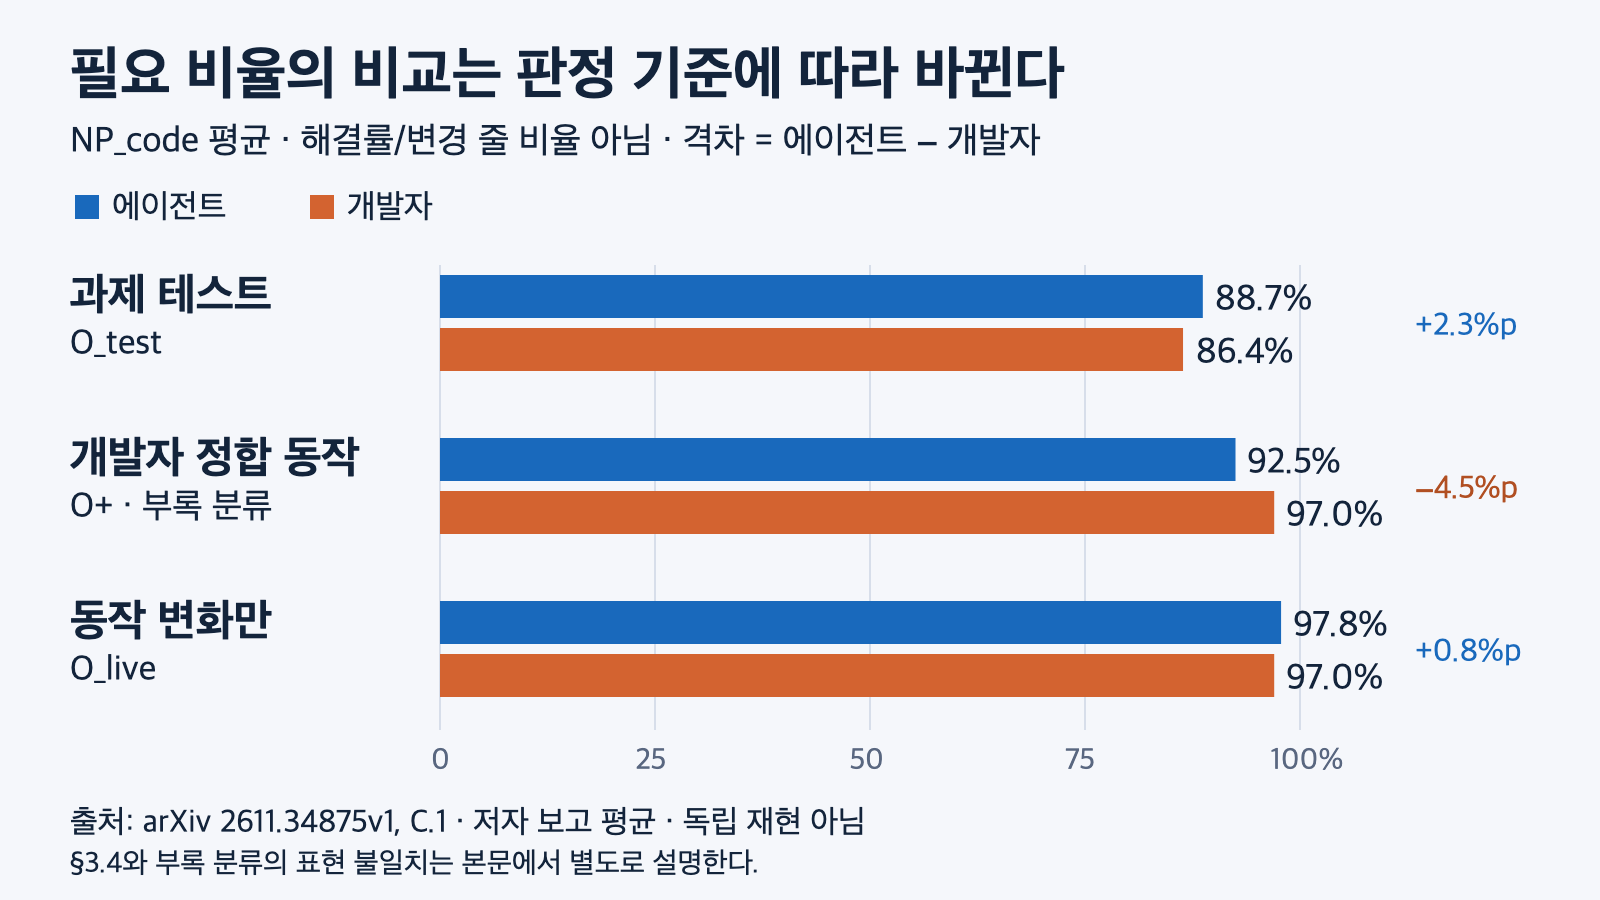 필요 비율의 비교는 판정 기준에 따라 바뀐다
NP_code 평균 · 해결률/변경 줄 비율 아님 · 격차 = 에이전트 − 개발자
에이전트 개발자
과제 테스트
O_test
88.7%
86.4%
+2.3%p
개발자 정합 동작
O+ · 부록 분류
92.5%
97.0%
−4.5%p
동작 변화만
O_live
97.8%
97.0%
+0.8%p
0 25 50 75 100%
출처: arXiv 2611.34875v1, C.1 · 저자 보고 평균 · 독립 재현 아님
§3.4와 부록 분류의 표현 불일치는 본문에서 별도로 설명한다.